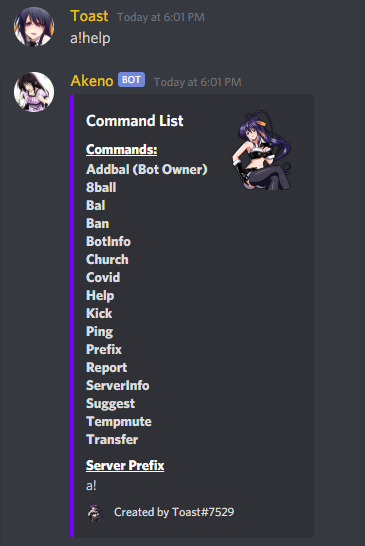 Toast Today at 6:01 PM
a!help
Akeno BOT Today at 6:01 PM
Command List
Commands:
Addbal (Bot Owner)
8ball
Bal
Ban
BotInfo
Church
Covid
Help
Kick
Ping
Prefix
Report
ServerInfo
Suggest
Tempmute
Transfer
Server Prefix
a!
Created by Toast#7529